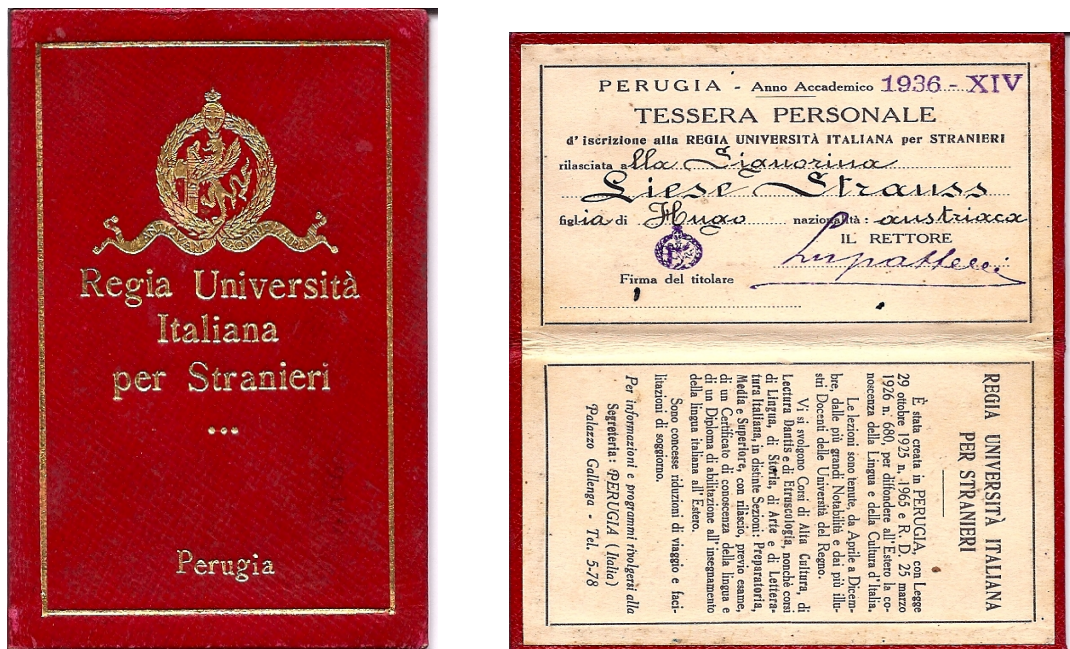 Regia Università
Italiana
per Stranieri
Perugia
PERUGIA - Anno Accademico 1936 - XIV
TESSERA PERSONALE
d'iscrizione alla REGIA UNIVERSITÀ ITALIANA per STRANIERI
rilasciata alla Signorina
Liese Strauss
figlia di Hugo nazionalità: austriaca
IL RETTORE
Firma del titolare
REGIA UNIVERSITÀ ITALIANA
PER STRANIERI
È stata creata in PERUGIA, con Legge
29 ottobre 1925 n. 1965 e R. D. 25 marzo
1926 n. 680, per diffondere all'Estero la co-
noscenza della Lingua e della Cultura d'Italia.
Le lezioni sono tenute, da Aprile a Dicem-
bre, dalle più grandi Notabilità e dai più illu-
stri Docenti delle Università del Regno.
Vi si svolgono Corsi di Alta Cultura, di
Lectura Dantis e di Etruscologia, nonchè corsi
di Lingua, di Storia, di Arte e di Lettera-
tura Italiana, in distinte Sezioni: Preparatoria,
Media e Superiore, con rilascio, previo esame,
di un Certificato di conoscenza della lingua e
di un Diploma di abilitazione all'insegnamento
della lingua italiana all'Estero.
Sono concesse riduzioni di viaggio e faci-
litazioni di soggiorno.
Per informazioni e programmi rivolgersi alla
Segreteria: PERUGIA (Italia)
Palazzo Gallenga - Tel. 5-78